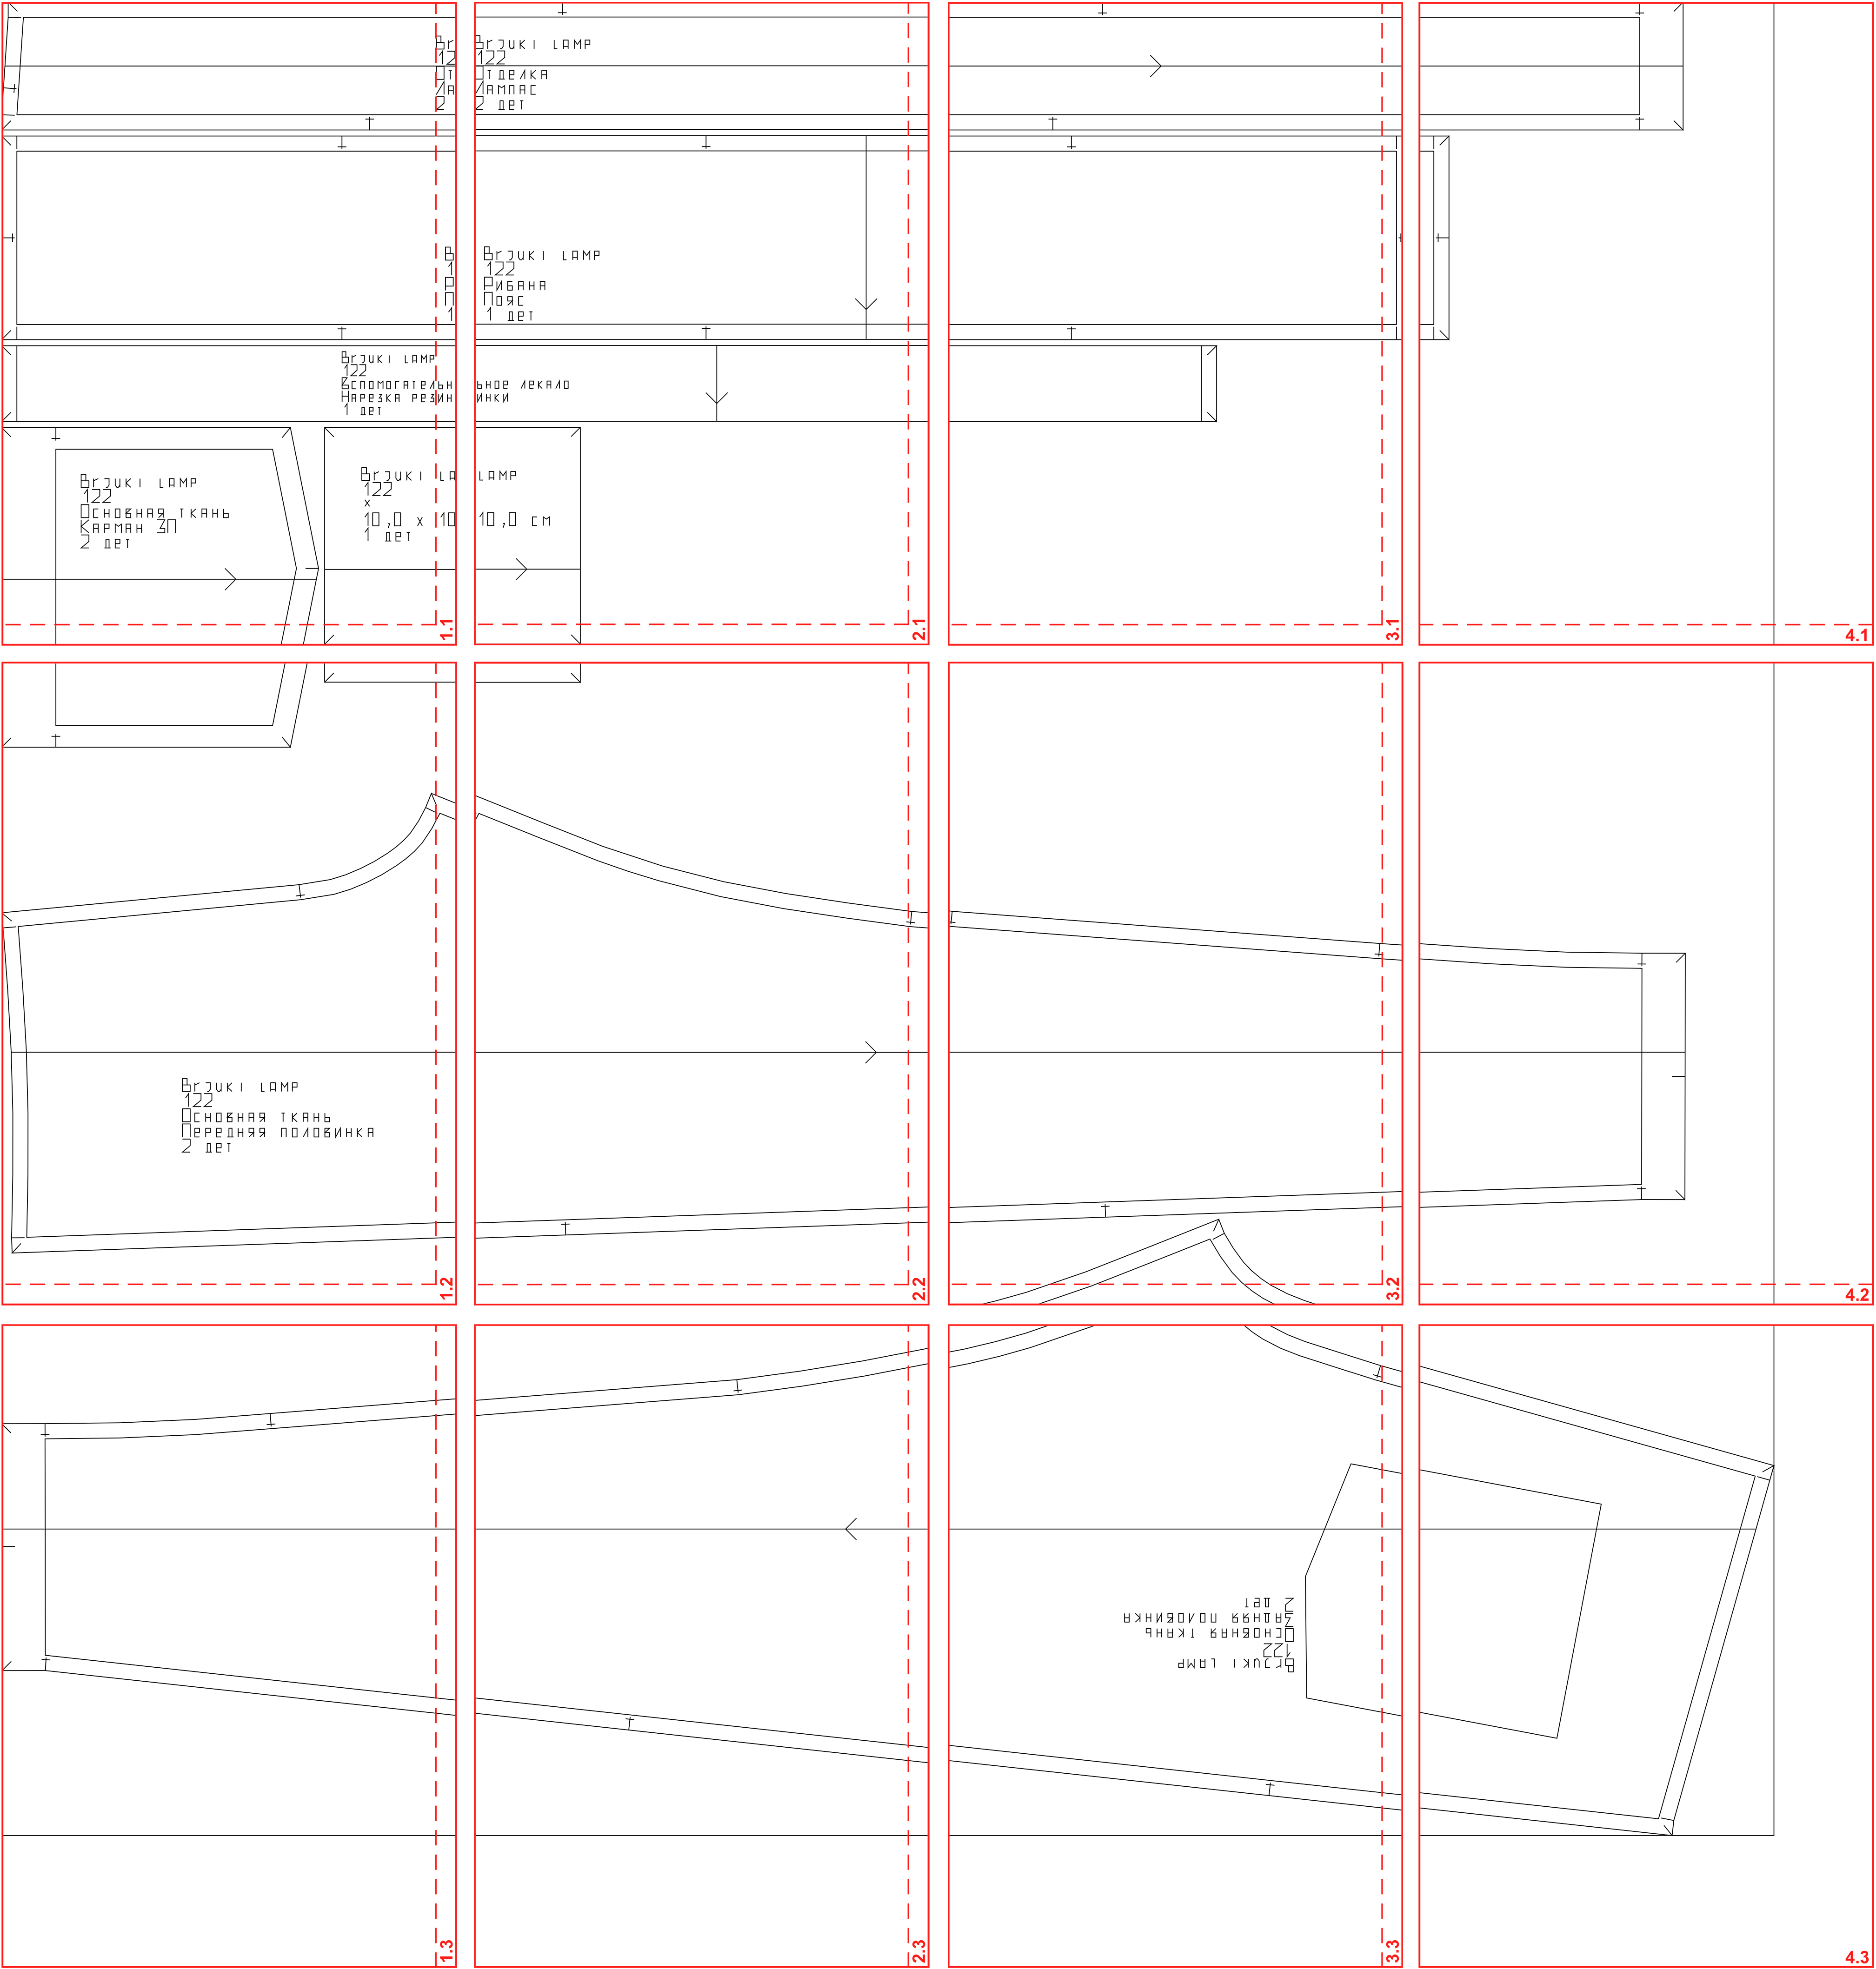 Br
12
От
Ла
2
BrJuki Lamp
122
Отделка
Лампас
2 дет
B
1
Р
П
1
BrJuki Lamp
122
Рибана
Пояс
1 дет
BrJuki Lamp
122
Вспомогательн
Нарезка резин
1 дет
ьное лекало
инки
BrJuki Lamp
122
Основная ткань
Карман ЗП
2 дет
BrJuki La
122
x
10,0 x 10
1 дет
Lamp
10,0 см
1.1
2.1
3.1
4.1
BrJuki Lamp
122
Основная ткань
Передняя половинка
2 дет
1.2
2.2
3.2
4.2
BrJuki Lamp
122
Основная ткань
Задняя половинка
2 дет
1.3
2.3
3.3
4.3